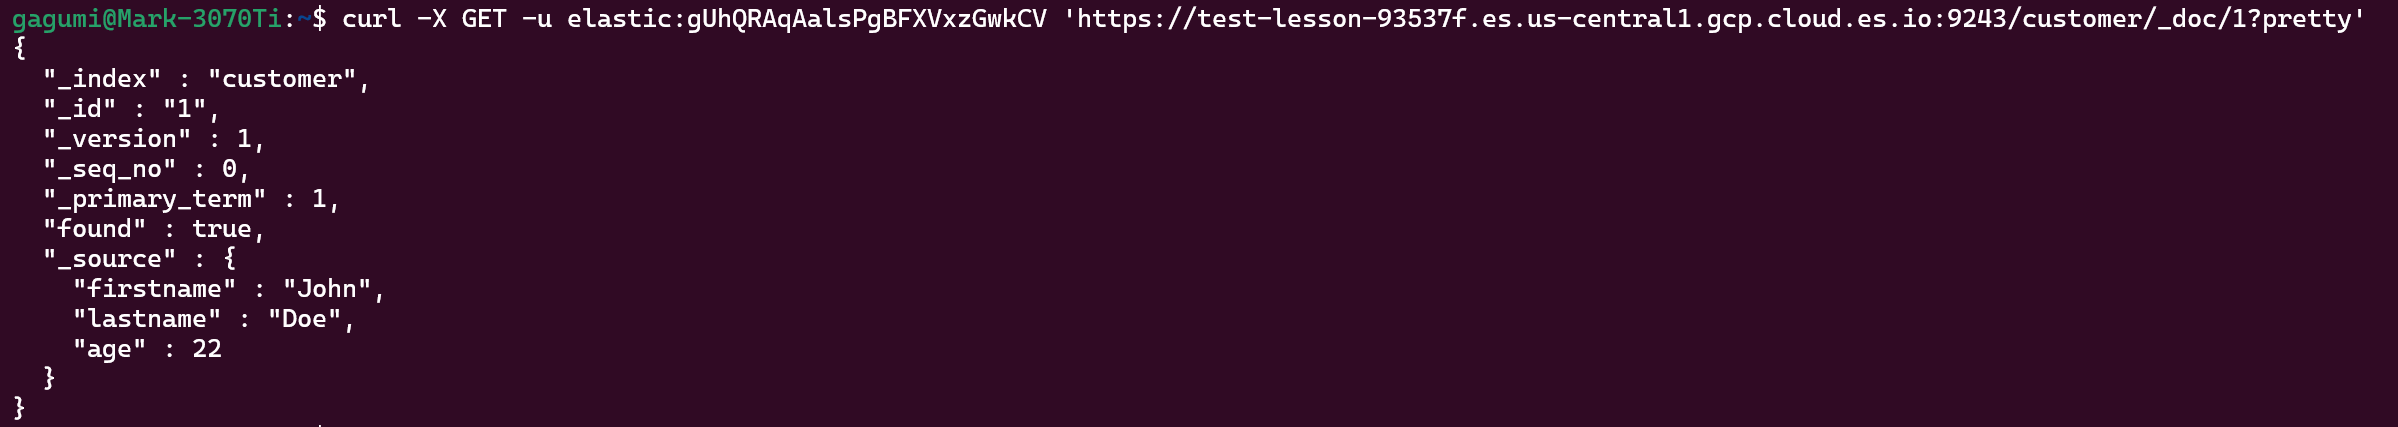 gagumi@Mark-3070Ti:~$ curl -X GET -u elastic:gUhQRAqAalsPgBFXVxzGwkCV 'https://test-lesson-93537f.es.us-central1.gcp.cloud.es.io:9243/customer/_doc/1?pretty'
{
  "_index" : "customer",
  "_id" : "1",
  "_version" : 1,
  "_seq_no" : 0,
  "_primary_term" : 1,
  "found" : true,
  "_source" : {
    "firstname" : "John",
    "lastname" : "Doe",
    "age" : 22
  }
}